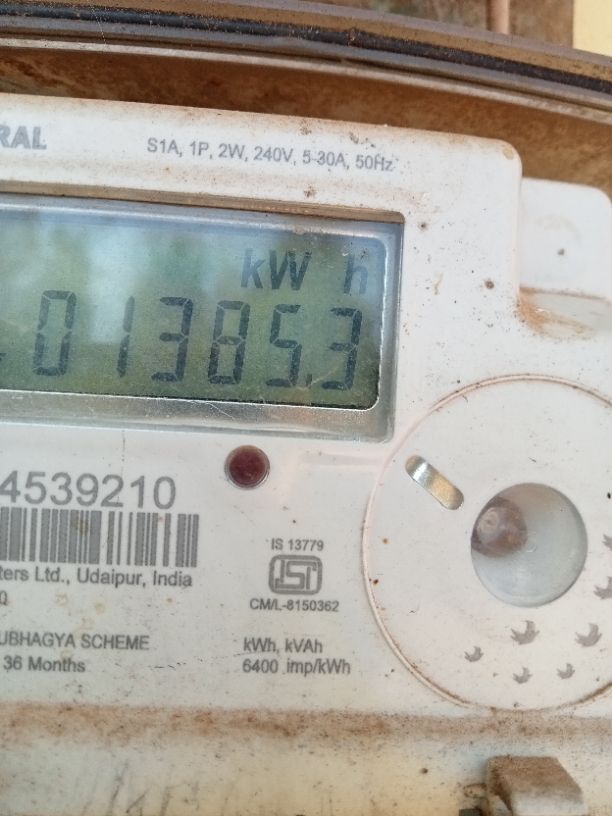 RAL
S1A, 1P, 2W, 240V, 5-30A, 50Hz
kW h
01385.3
4539210
ters Ltd., Udaipur, India
IS 13779
ISI
CM/L-8150362
UBHAGYA SCHEME
36 Months
kWh, kVAh
6400 imp/kWh